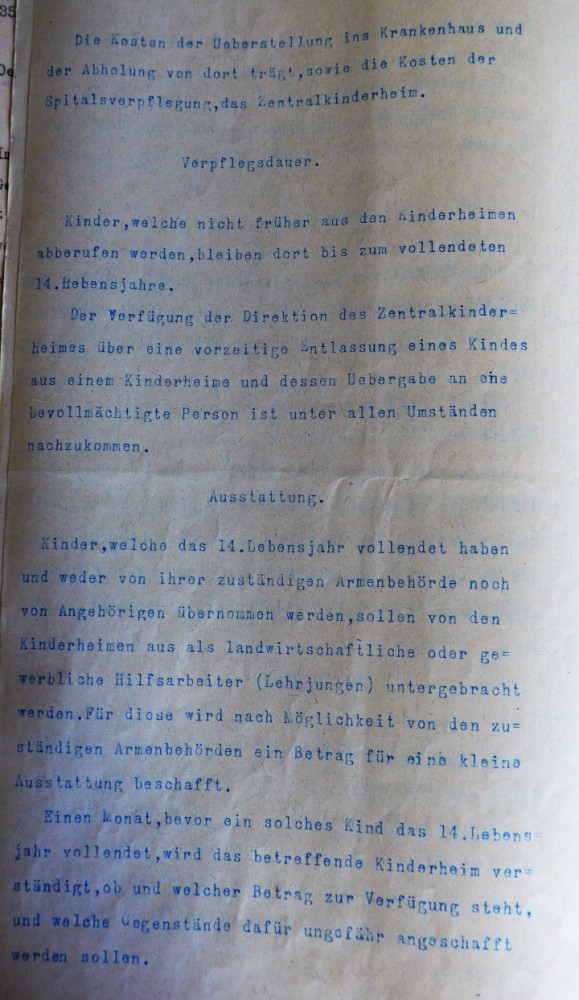 35
Die Kosten der Ueberstellung ins Krankenhaus und
der Abholung von dort trägt,sowie die Kosten der
Spitalsverpflegung,das Zentralkinderheim.
Verpflegsdauer.
Kinder,welche nicht früher aus den Kinderheimen
abberufen werden,bleiben dort bis zum vollendeten
14.Hebensjahre.
Der Verfügung der Direktion des Zentralkinder=
heimes über eine vorzeitige Entlassung eines Kindes
aus einem Kinderheime und dessen Uebergabe an ene
bevollmächtigte Person ist unter allen Umständen
nachzukommen.
Ausstattung.
Kinder,welche das 14.Lebensjahr vollendet haben
und weder von ihrer zuständigen Armenbehörde noch
von Angehörigen übernommen werden,sollen von den
Kinderheimen aus als landwirtschaftliche oder ge=
werbliche Hilfsarbeiter (Lehrjungen) untergebracht
werden.Für diose wird nach Möglichkeit von den zu=
ständigen Armenbehörden ein Betrag für eine kleine
Ausstattung beschafft.
Einen Monat,bevor ein solches Kind das 14.Lebens=
jahr vollendet,wird das betreffende Kinderheim ver=
ständigt,ob und welcher Betrag zur Verfügung steht,
und welche Gegenstände dafür ungefähr angeschafft
werden sollen.